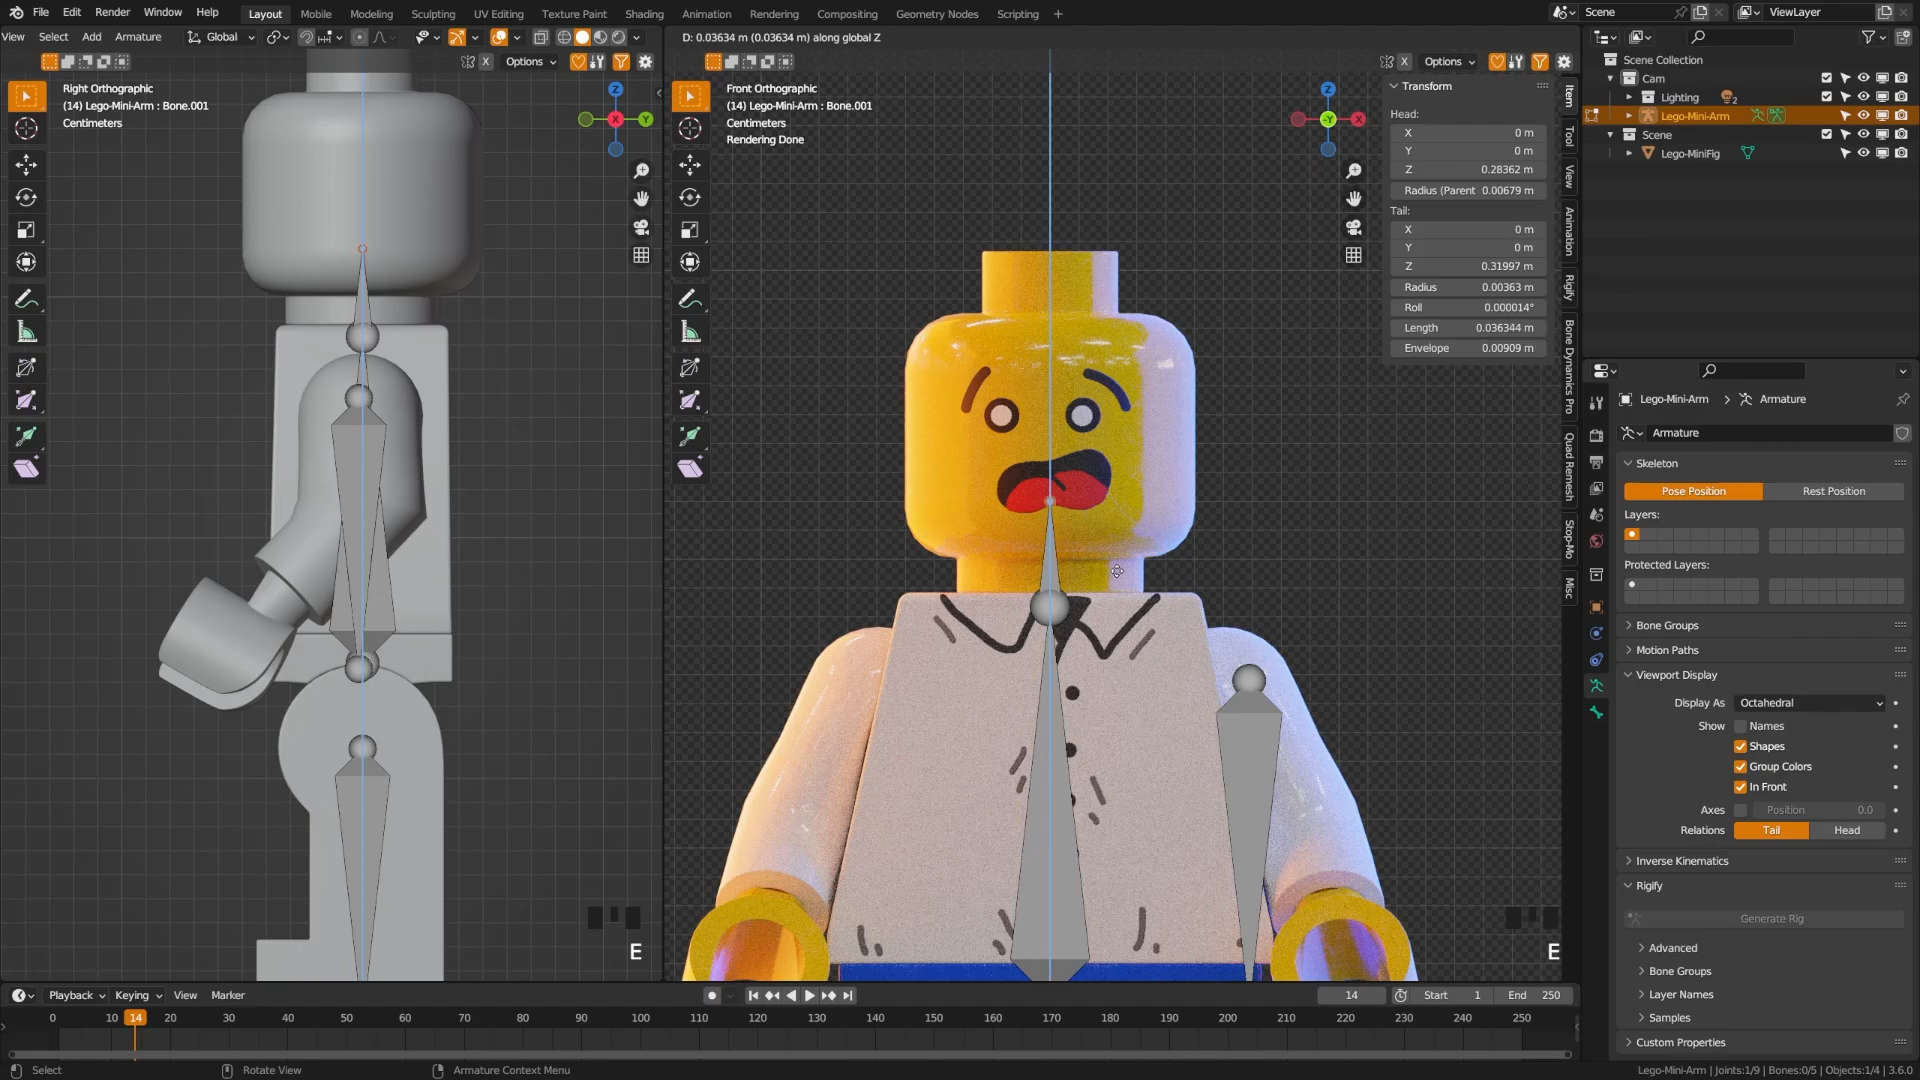 File Edit Render Window Help Layout Mobile Modeling Sculpting UV Editing Texture Paint Shading Animation Rendering Compositing Geometry Nodes Scripting + Scene ViewLayer
View Select Add Armature Global
D: 0.03634 m (0.03634 m) along global Z
X Options
X Options
Right Orthographic
(14) Lego-Mini-Arm : Bone.001
Centimeters
Z
X
Y
Front Orthographic
(14) Lego-Mini-Arm : Bone.001
Centimeters
Rendering Done
Z
-Y
X
Transform
Head:
X 0 m
Y 0 m
Z 0.28362 m
Radius (Parent 0.00679 m
Tail:
X 0 m
Y 0 m
Z 0.31997 m
Radius 0.00363 m
Roll 0.000014°
Length 0.036344 m
Envelope 0.00909 m
Item
Tool
View
Animation
Rigify
Bone Dynamics Pro
Quad Remesh
Stop-Mo
Misc
Scene Collection
Cam
Lighting 2
Lego-Mini-Arm
Scene
Lego-MiniFig
Lego-Mini-Arm > Armature
Armature
Skeleton
Pose Position Rest Position
Layers:
Protected Layers:
Bone Groups
Motion Paths
Viewport Display
Display As Octahedral
Show Names
Shapes
Group Colors
In Front
Axes Position 0.0
Relations Tail Head
Inverse Kinematics
Rigify
Generate Rig
Advanced
Bone Groups
Layer Names
Samples
Custom Properties
E
E
Playback Keying View Marker
14 Start 1 End 250
0 10 14 20 30 40 50 60 70 80 90 100 110 120 130 140 150 160 170 180 190 200 210 220 230 240 250
Select Rotate View Armature Context Menu Lego-Mini-Arm | Joints:1/9 | Bones:0/5 | Objects:1/4 | 3.6.0